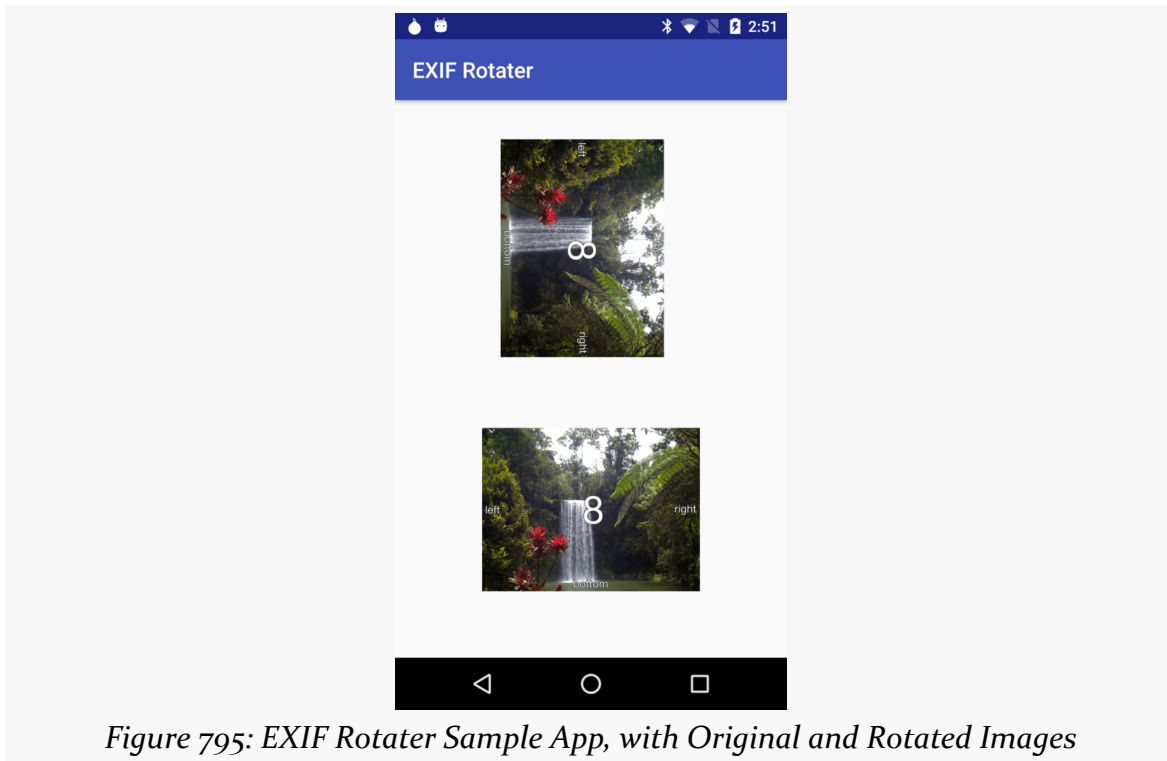 2:51
EXIF Rotater
left
8
bottom
right
left
8
right
bottom
Figure 795: EXIF Rotater Sample App, with Original and Rotated Images